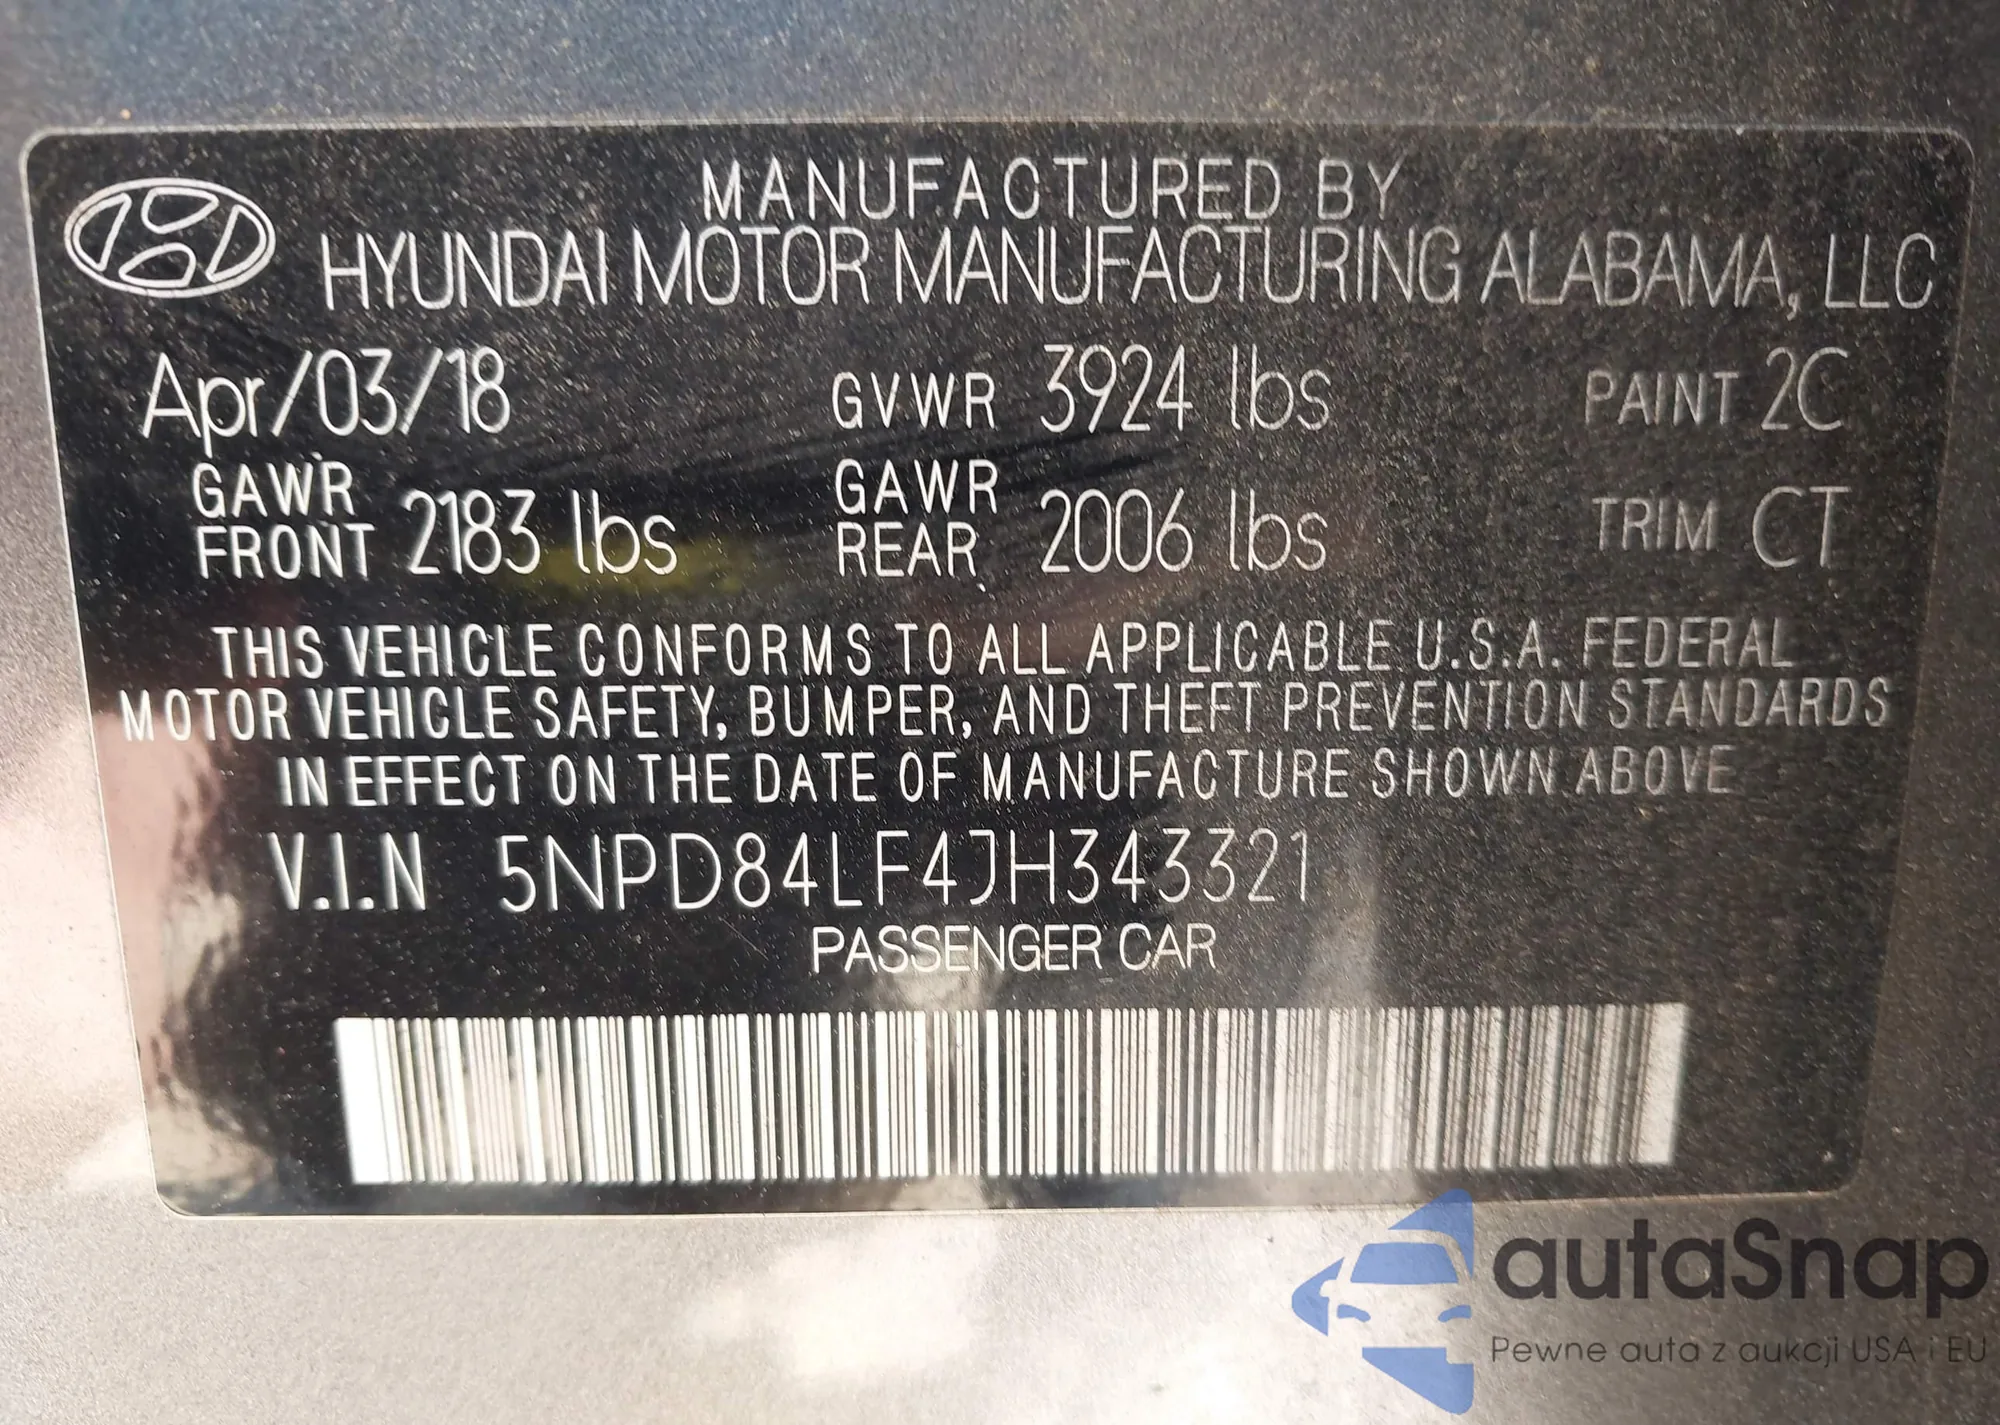 MANUFACTURED BY
HYUNDAI MOTOR MANUFACTURING ALABAMA, LLC
Apr/03/18 GVWR 3924 lbs PAINT 2C
GAWR FRONT 2183 lbs GAWR REAR 2006 lbs TRIM CT
THIS VEHICLE CONFORMS TO ALL APPLICABLE U.S.A. FEDERAL
MOTOR VEHICLE SAFETY, BUMPER, AND THEFT PREVENTION STANDARDS
IN EFFECT ON THE DATE OF MANUFACTURE SHOWN ABOVE
V.I.N 5NPD84LF4JH343321
PASSENGER CAR
autaSnap
Pewne auta z aukcji USA i EU